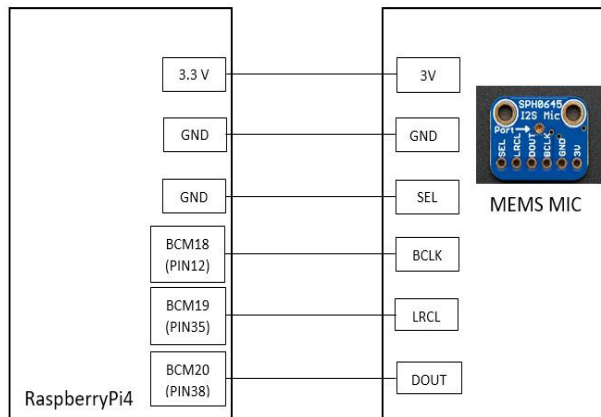 3.3 V
3V
GND
GND
GND
SEL
BCM18
(PIN12)
BCLK
BCM19
(PIN35)
LRCL
BCM20
(PIN38)
DOUT
RaspberryPi4
SPH0645
I2S Mic
Port
SEL
LRCL
DOUT
BCLK
GND
3V
MEMS MIC